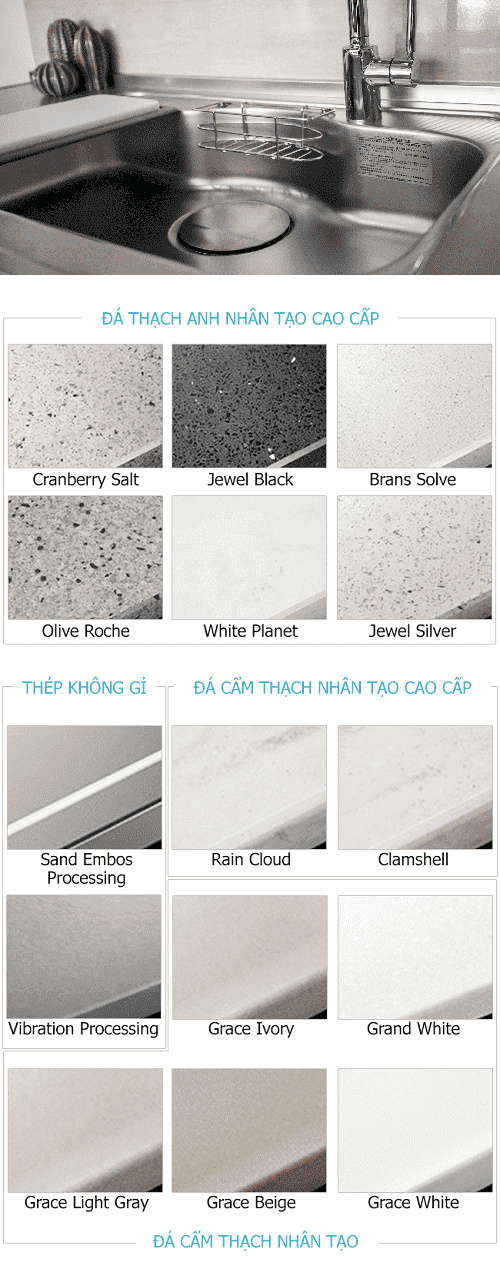 ĐÁ THẠCH ANH NHÂN TẠO CAO CẤP
Cranberry Salt
Jewel Black
Brans Solve
Olive Roche
White Planet
Jewel Silver
THÉP KHÔNG GỈ
ĐÁ CẨM THẠCH NHÂN TẠO CAO CẤP
Sand Embos
Processing
Rain Cloud
Clamshell
Vibration Processing
Grace Ivory
Grand White
Grace Light Gray
Grace Beige
Grace White
ĐÁ CẨM THẠCH NHÂN TẠO